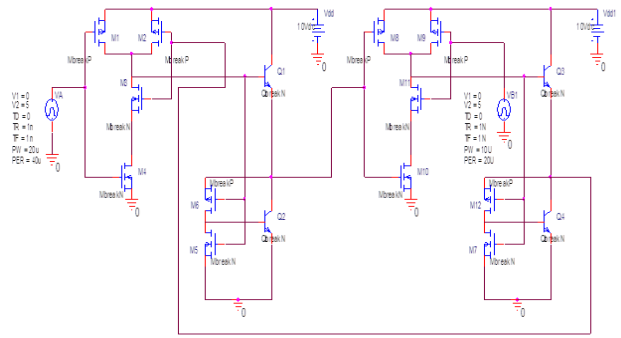 M1
M2
MbreakP
MbreakP
M3
MbreakN
M4
MbreakN
0
VA
V1 = 0
V2 = 5
TD = 0
TR = 1n
TF = 1n
PW = 20u
PER = 40u
0
Q1
QbreakN
Vdd
10Vdc
0
MbreakP
M6
M5
MbreakN
Q2
QbreakN
0
M8
M9
MbreakP
MbreakP
M11
MbreakN
M10
MbreakN
0
VB1
V1 = 0
V2 = 5
TD = 0
TR = 1N
TF = 1N
PW = 10U
PER = 20U
0
Q3
QbreakN
Vdd1
10Vdc
0
MbreakP
M12
M7
MbreakN
Q4
QbreakN
0